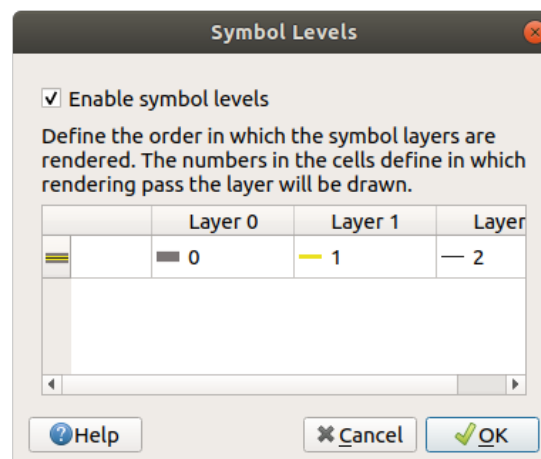 Symbol Levels
Enable symbol levels
Define the order in which the symbol layers are
rendered. The numbers in the cells define in which
rendering pass the layer will be drawn.
Layer 0 Layer 1 Layer
0 1 2
Help Cancel OK